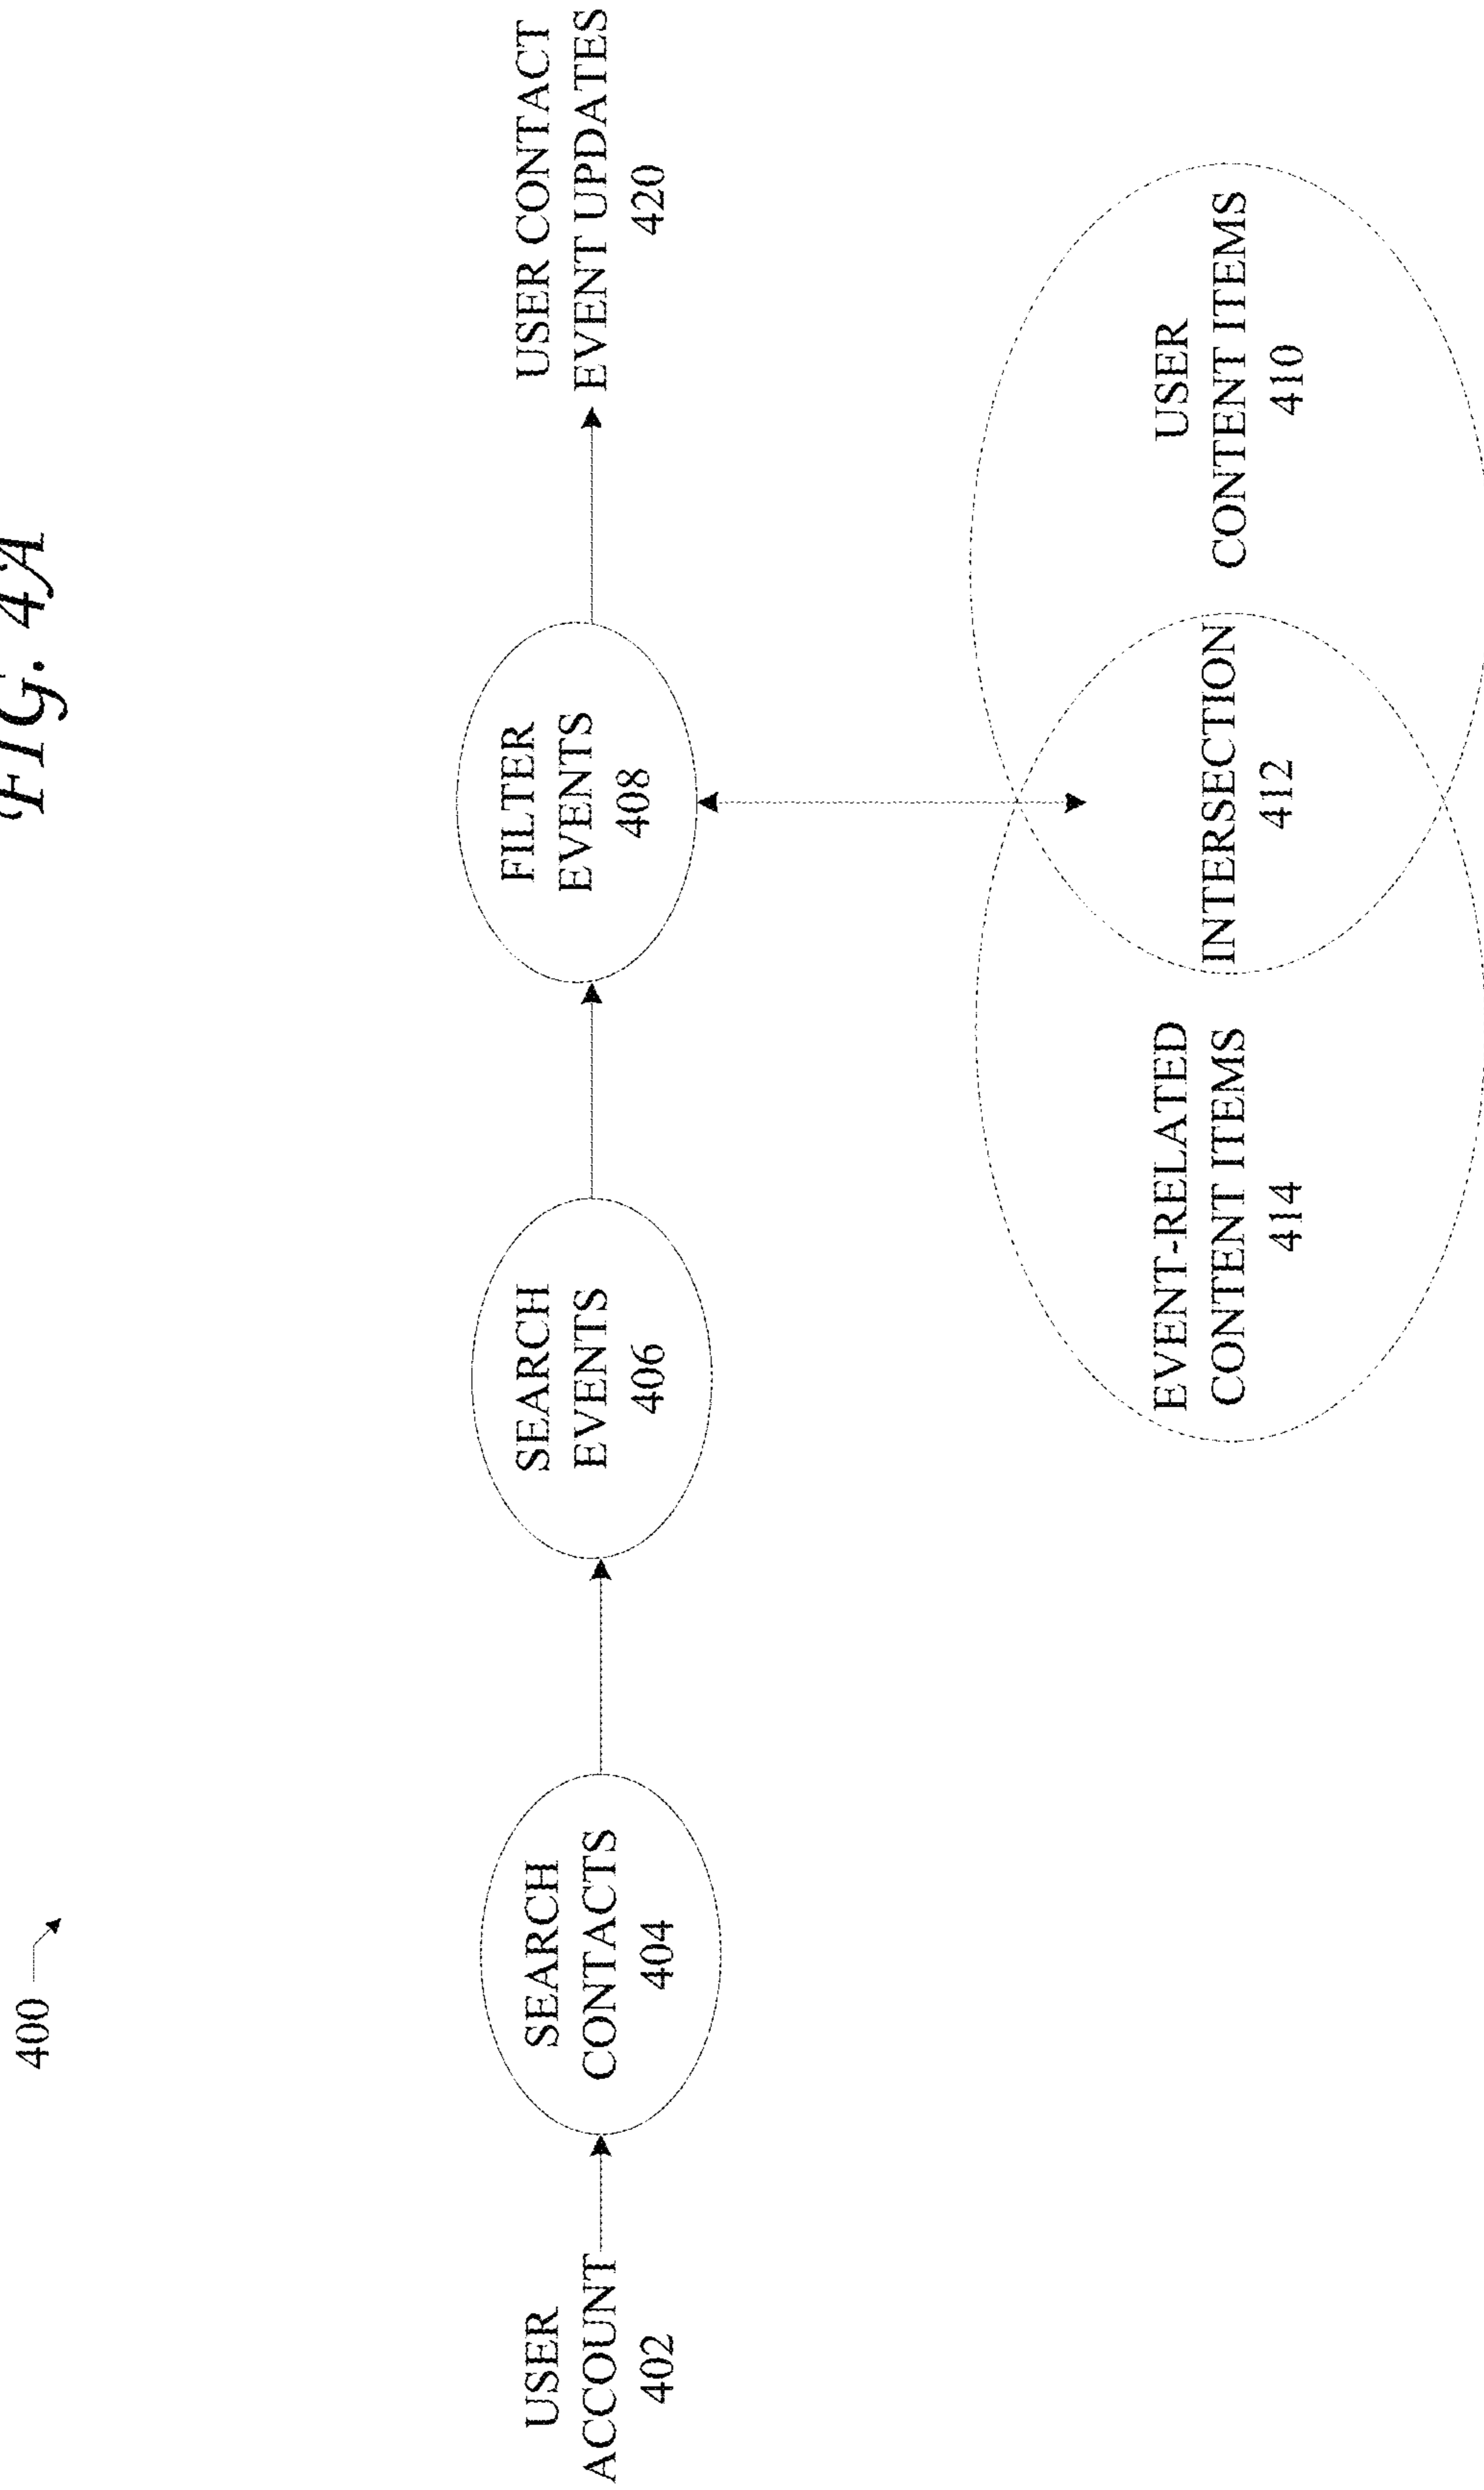 FIG. 4A
400
USER
ACCOUNT
402
SEARCH
CONTACTS
404
SEARCH
EVENTS
406
FILTER
EVENTS
408
USER CONTACT
EVENT UPDATES
420
EVENT-RELATED
CONTENT ITEMS
414
INTERSECTION
412
USER
CONTENT ITEMS
410